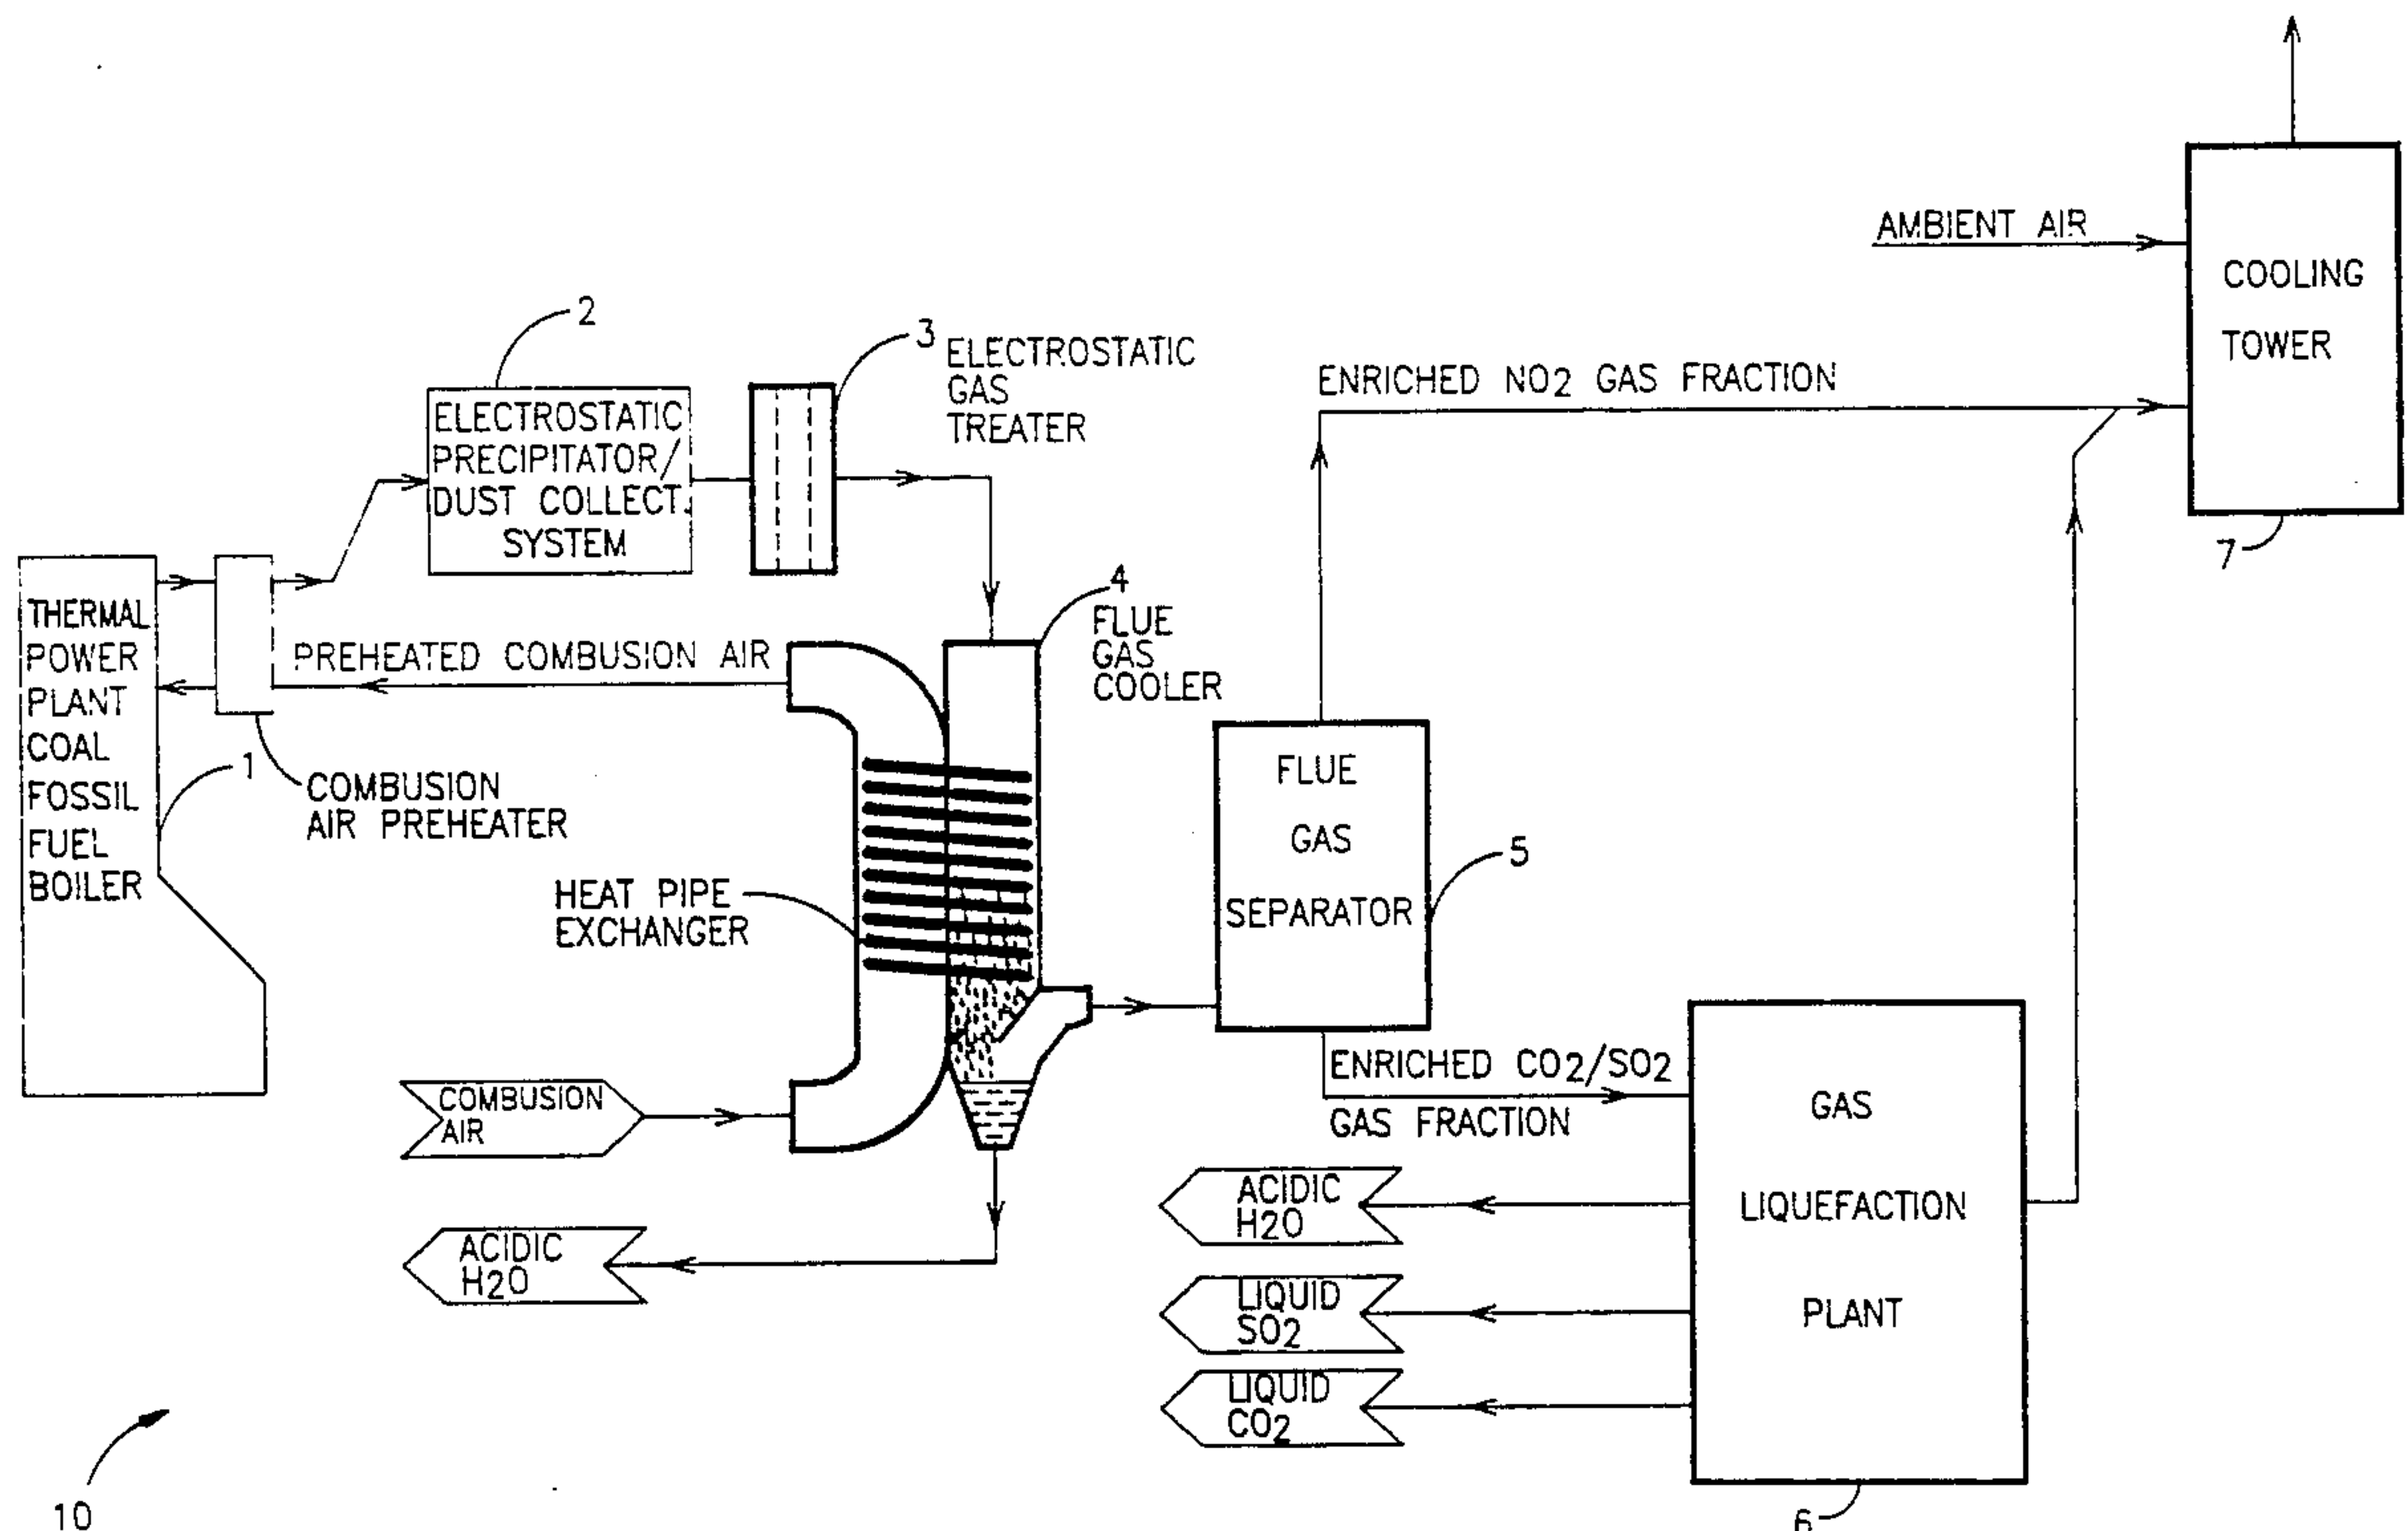 AMBIENT AIR
COOLING
TOWER
7
2
ELECTROSTATIC
PRECIPITATOR/
DUST COLLECT.
SYSTEM
3
ELECTROSTATIC
GAS
TREATER
ENRICHED NO2 GAS FRACTION
THERMAL
POWER
PLANT
COAL
FOSSIL
FUEL
BOILER
1
PREHEATED COMBUSION AIR
COMBUSION
AIR PREHEATER
4
FLUE
GAS
COOLER
HEAT PIPE
EXCHANGER
FLUE
GAS
SEPARATOR
5
COMBUSION
AIR
ACIDIC
H2O
ENRICHED CO2/SO2
GAS FRACTION
GAS
LIQUEFACTION
PLANT
6
ACIDIC
H2O
LIQUID
SO2
LIQUID
CO2
10